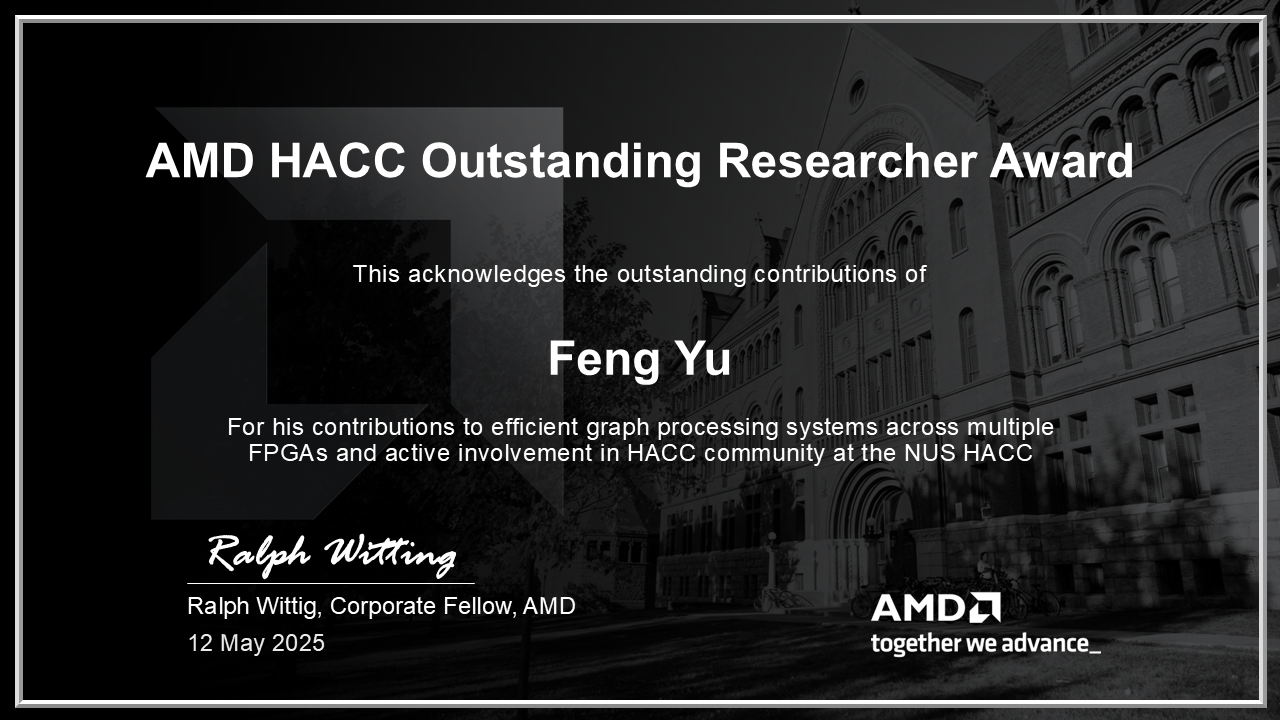 AMD HACC Outstanding Researcher Award
This acknowledges the outstanding contributions of
Feng Yu
For his contributions to efficient graph processing systems across multiple
FPGAs and active involvement in HACC community at the NUS HACC
Ralph Witting
Ralph Wittig, Corporate Fellow, AMD
12 May 2025
AMD
together we advance_